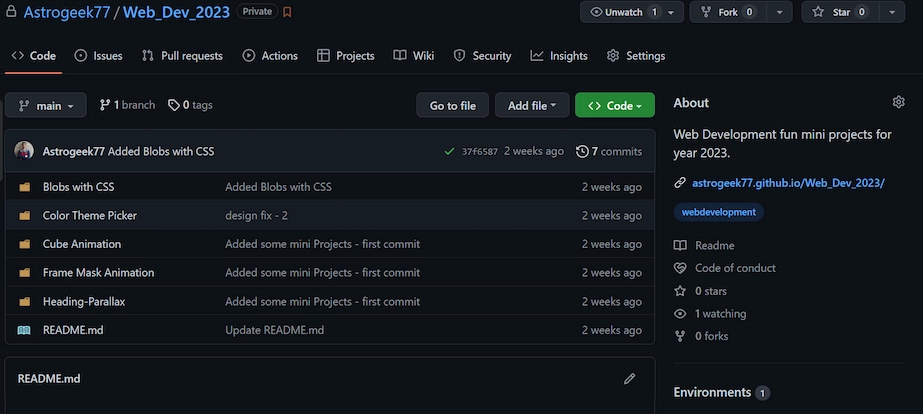 Astrogeek77 / Web_Dev_2023 Private Unwatch 1 Fork 0 Star 0
Code Issues Pull requests Actions Projects Wiki Security Insights Settings
main 1 branch 0 tags Go to file Add file Code
Astrogeek77 Added Blobs with CSS 37f6587 2 weeks ago 7 commits
Blobs with CSS Added Blobs with CSS 2 weeks ago
Color Theme Picker design fix - 2 2 weeks ago
Cube Animation Added some mini Projects - first commit 2 weeks ago
Frame Mask Animation Added some mini Projects - first commit 2 weeks ago
Heading-Parallax Added some mini Projects - first commit 2 weeks ago
README.md Update README.md 2 weeks ago
README.md
About
Web Development fun mini projects for
year 2023.
astrogeek77.github.io/Web_Dev_2023/
webdevelopment
Readme
Code of conduct
0 stars
1 watching
0 forks
Environments 1